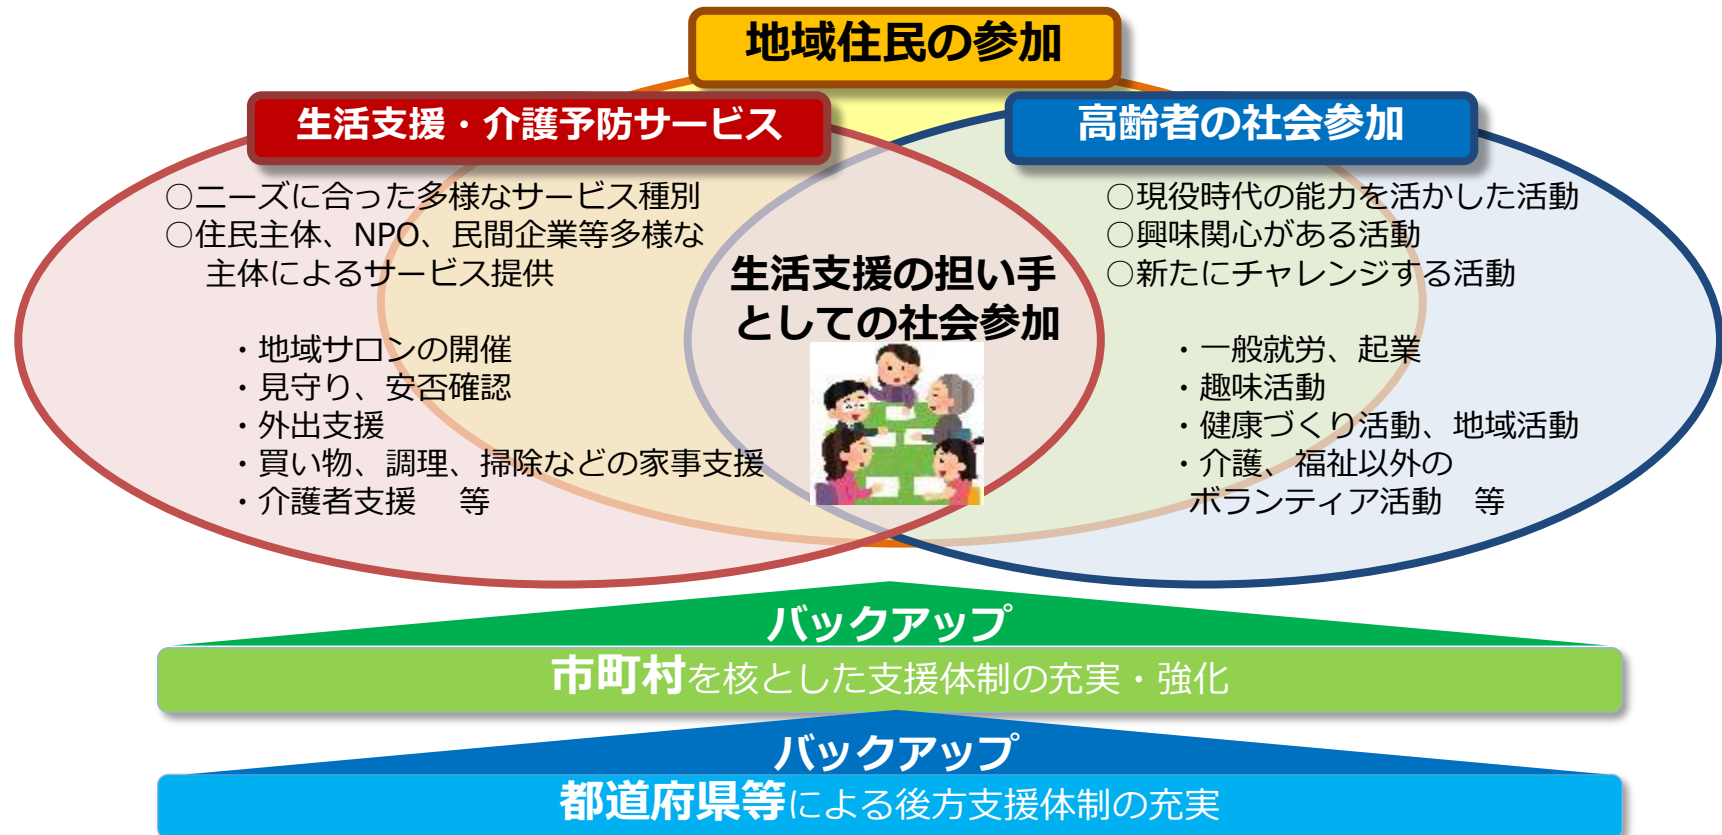 地域住民の参加
生活支援・介護予防サービス
○ニーズに合った多様なサービス種別
○住民主体、NPO、民間企業等多様な
主体によるサービス提供
・地域サロンの開催
・見守り、安否確認
・外出支援
・買い物、調理、掃除などの家事支援
・介護者支援　等
生活支援の担い手
としての社会参加
高齢者の社会参加
○現役時代の能力を活かした活動
○興味関心がある活動
○新たにチャレンジする活動
・一般就労、起業
・趣味活動
・健康づくり活動、地域活動
・介護、福祉以外の
ボランティア活動　等
バックアップ
市町村を核とした支援体制の充実・強化
バックアップ
都道府県等による後方支援体制の充実